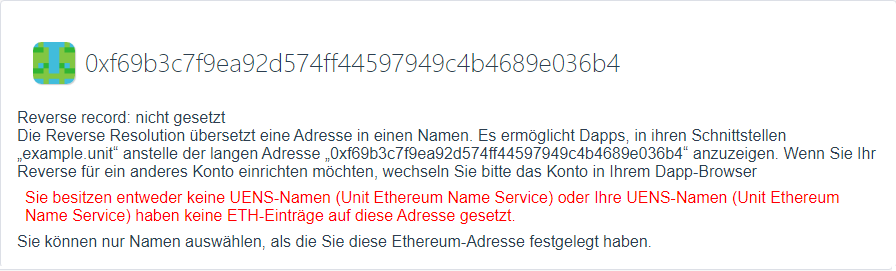 0xf69b3c7f9ea92d574ff44597949c4b4689e036b4
Reverse record: nicht gesetzt
Die Reverse Resolution übersetzt eine Adresse in einen Namen. Es ermöglicht Dapps, in ihren Schnittstellen
„example.unit“ anstelle der langen Adresse „0xf69b3c7f9ea92d574ff44597949c4b4689e036b4“ anzuzeigen. Wenn Sie Ihr
Reverse für ein anderes Konto einrichten möchten, wechseln Sie bitte das Konto in Ihrem Dapp-Browser
Sie besitzen entweder keine UENS-Namen (Unit Ethereum Name Service) oder Ihre UENS-Namen (Unit Ethereum
Name Service) haben keine ETH-Einträge auf diese Adresse gesetzt.
Sie können nur Namen auswählen, als die Sie diese Ethereum-Adresse festgelegt haben.